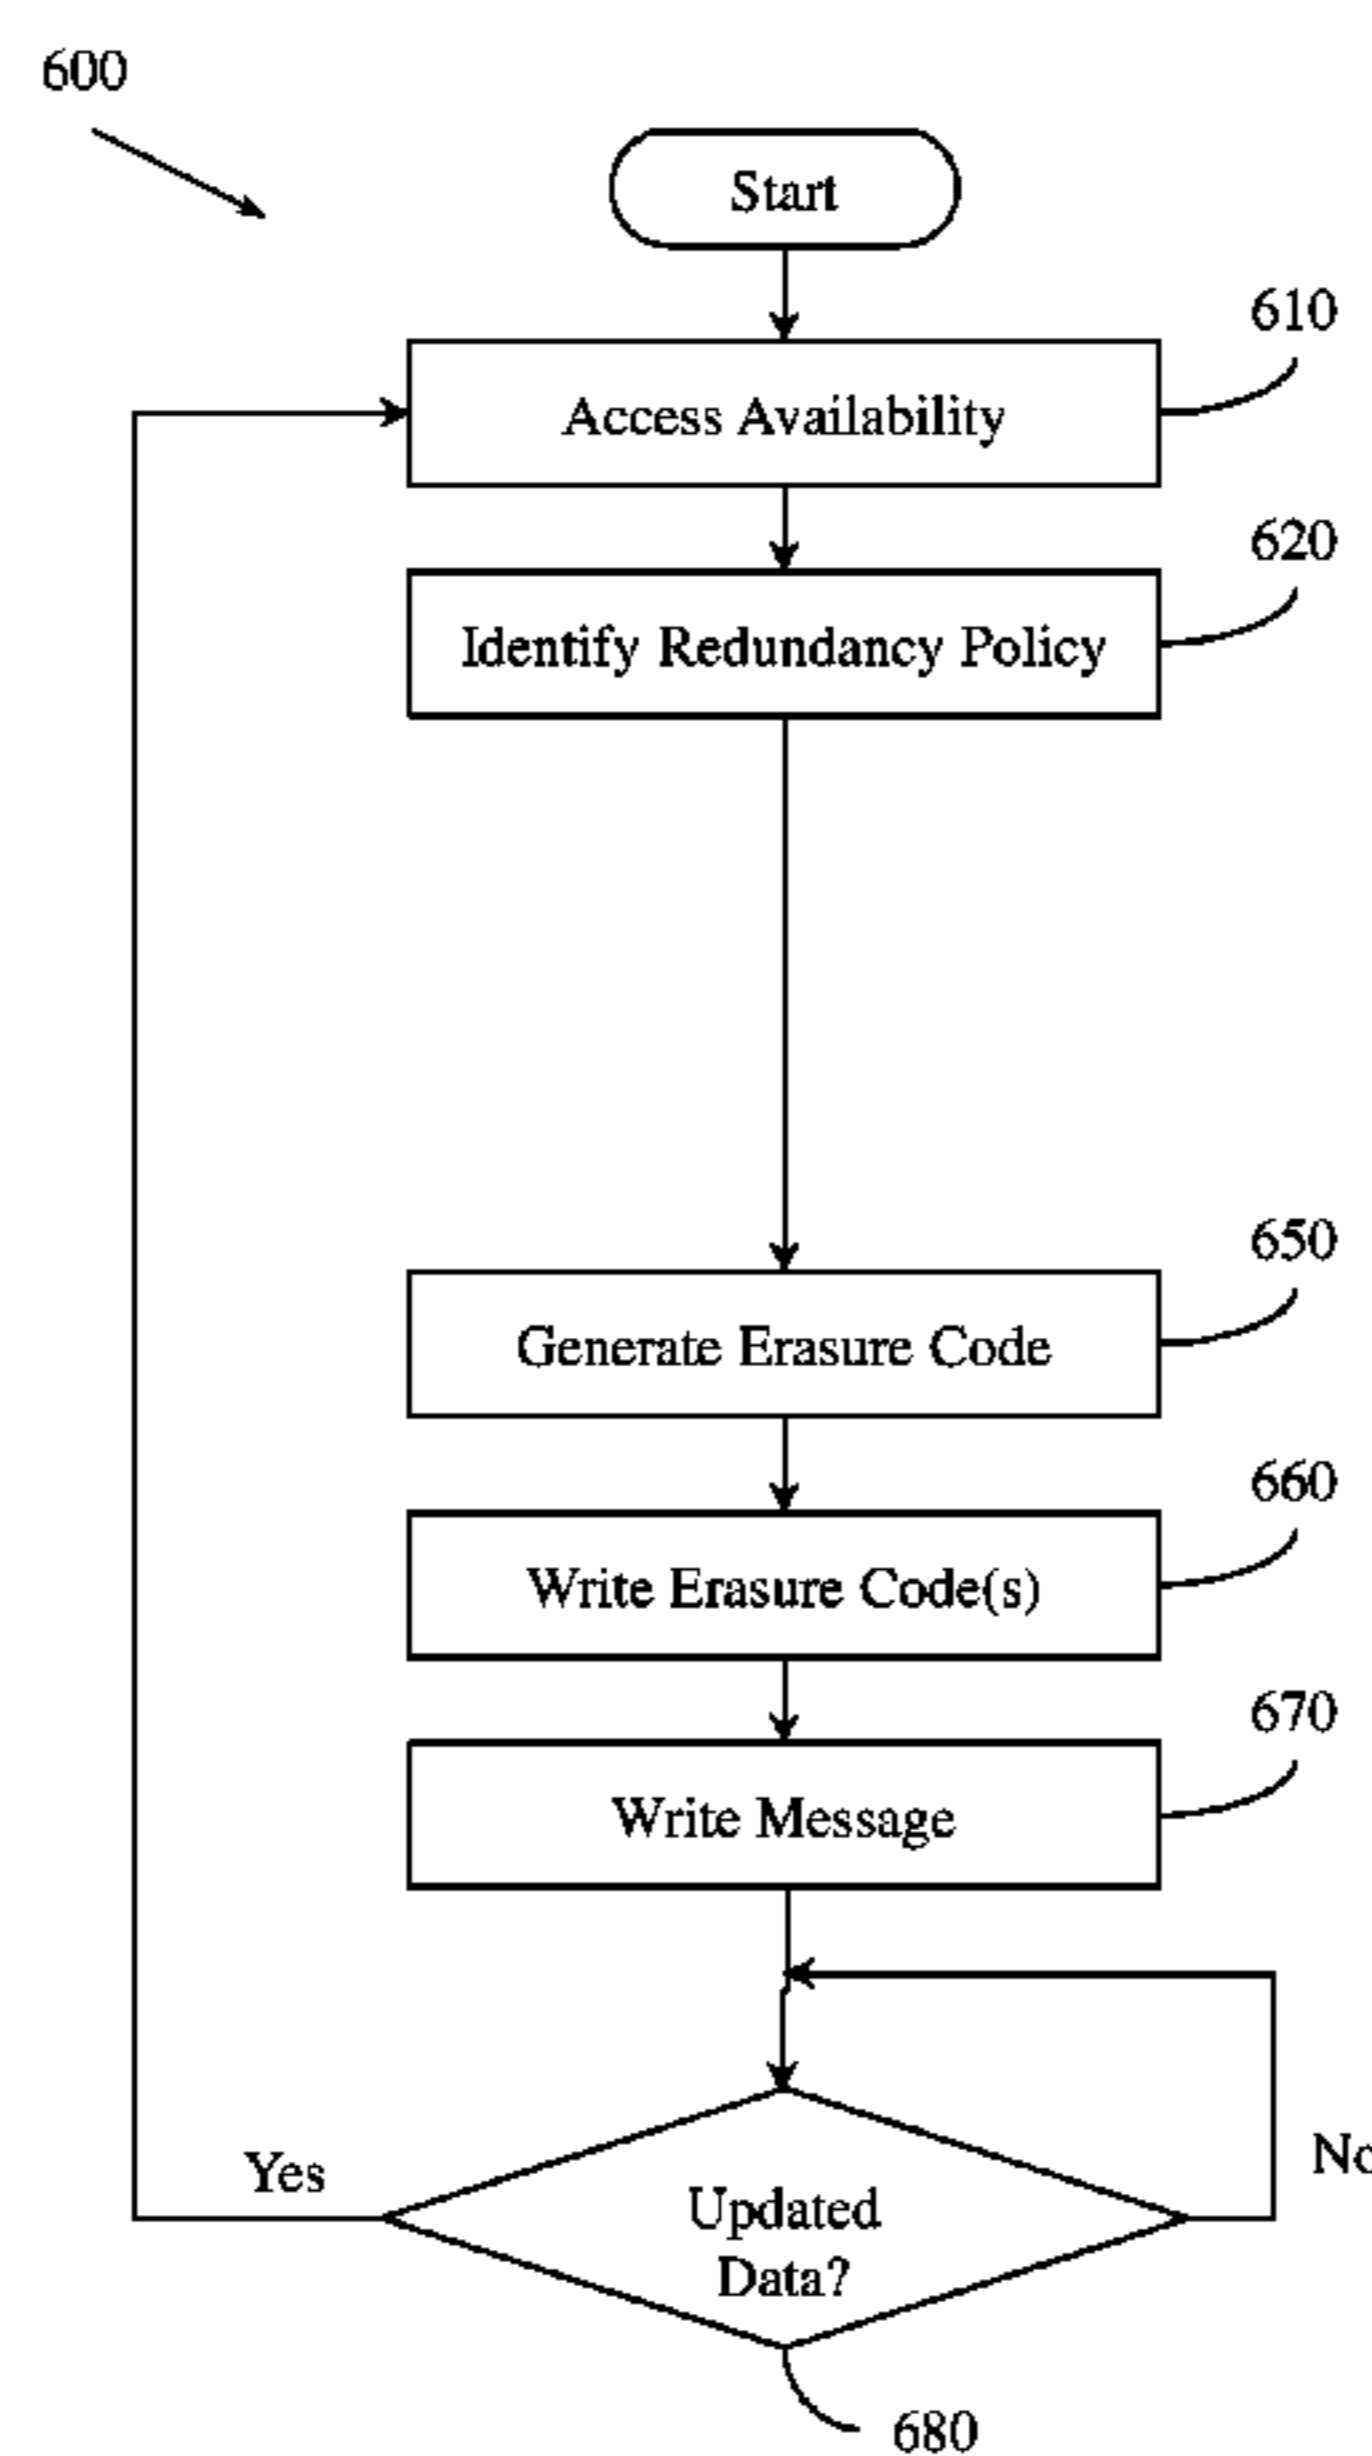 600
Start
610
Access Availability
620
Identify Redundancy Policy
650
Generate Erasure Code
660
Write Erasure Code(s)
670
Write Message
Yes
No
Updated
Data?
680